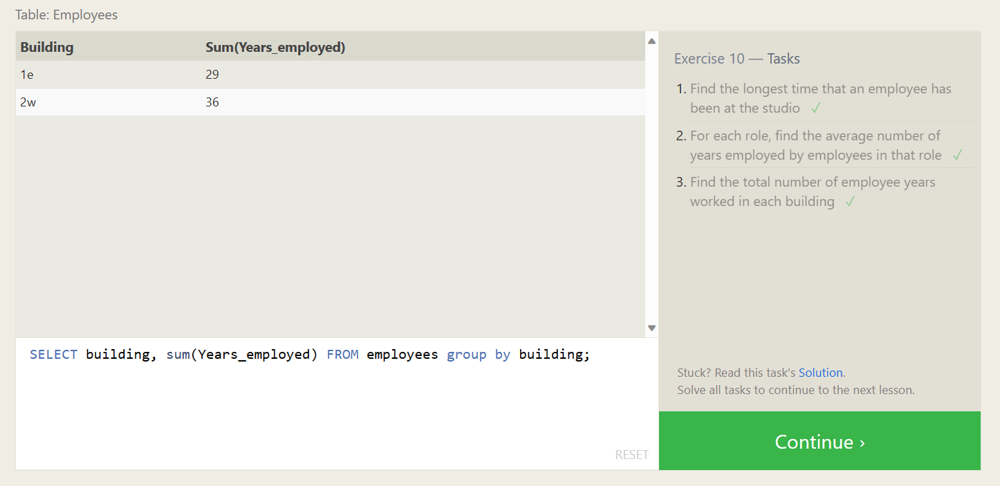 Table: Employees
Building Sum(Years_employed)
1e 29
2w 36
SELECT building, sum(Years_employed) FROM employees group by building;
RESET
Exercise 10 — Tasks
1. Find the longest time that an employee has
been at the studio ✓
2. For each role, find the average number of
years employed by employees in that role ✓
3. Find the total number of employee years
worked in each building ✓
Stuck? Read this task's Solution.
Solve all tasks to continue to the next lesson.
Continue ›